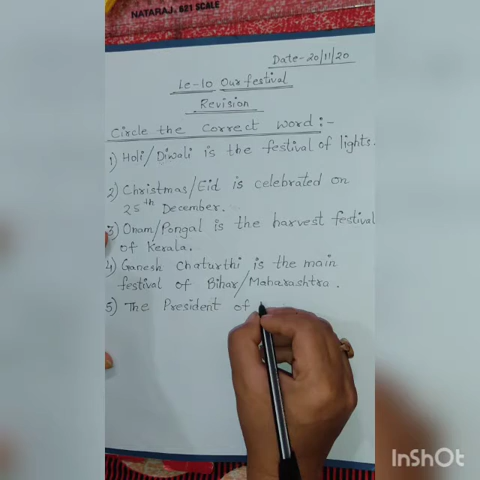 NATARAJ. 621 SCALE
Date-20/11/20
Le-10 Our festival
Revision
Circle the correct word:-
1) Holi/Diwali is the festival of lights.
2) Christmas/Eid is celebrated on
25th December.
3) Onam/Pongal is the harvest festival
of Kerala.
4) Ganesh Chaturthi is the main
festival of Bihar/Maharashtra.
5) The President of
InShOt